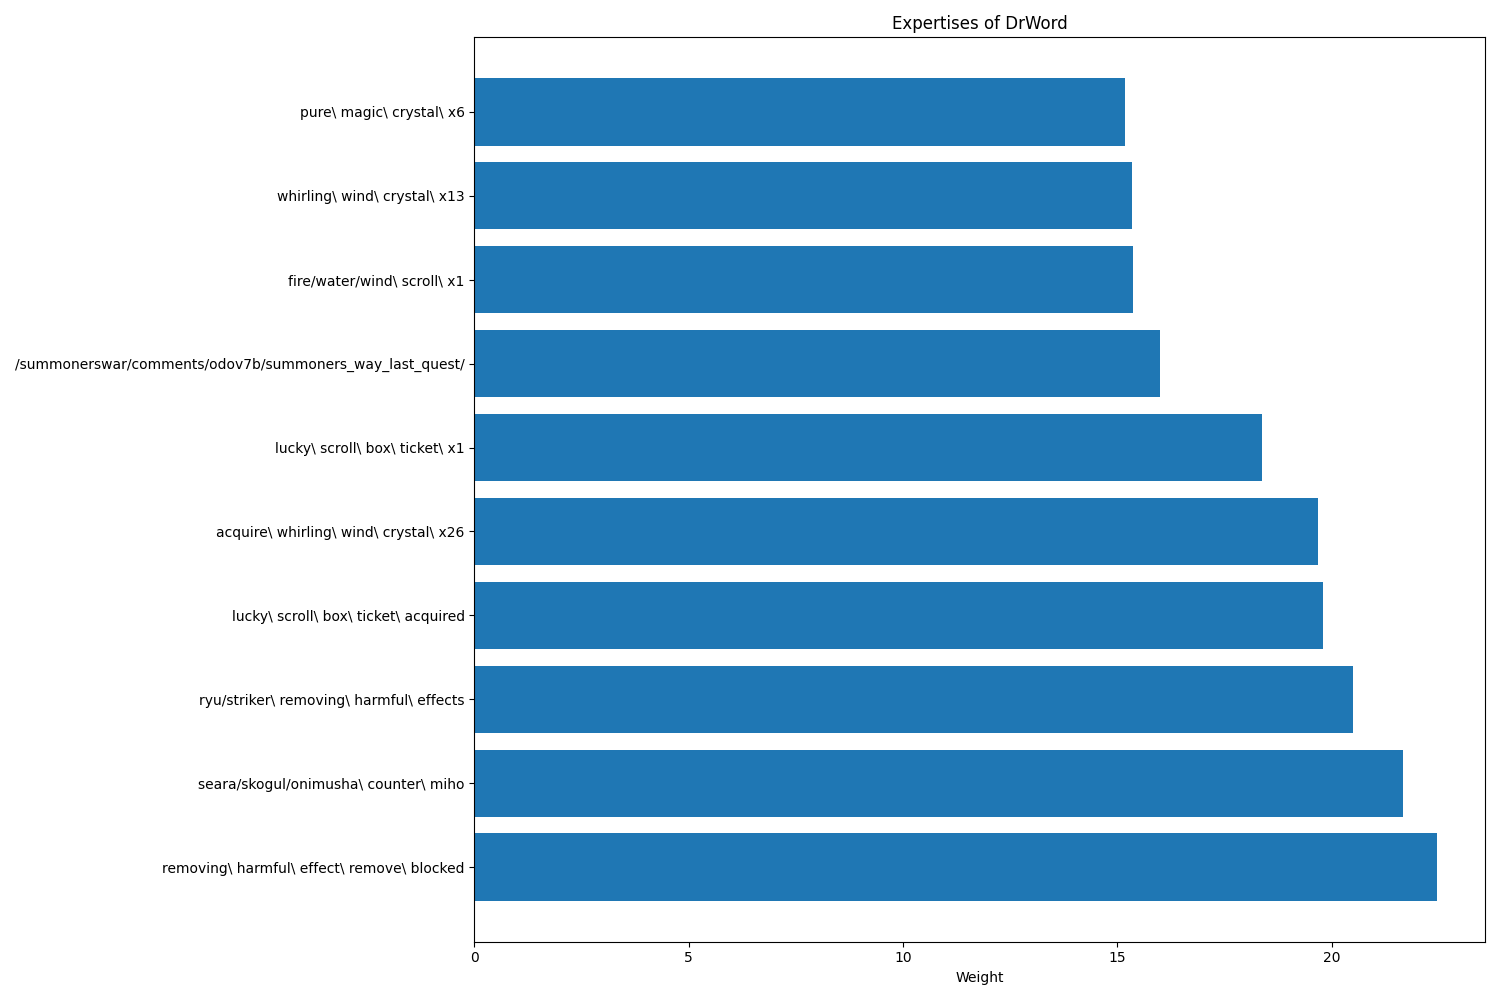 Expertises of DrWord
pure\ magic\ crystal\ x6
whirling\ wind\ crystal\ x13
fire/water/wind\ scroll\ x1
/summonerswar/comments/odov7b/summoners_way_last_quest/
lucky\ scroll\ box\ ticket\ x1
acquire\ whirling\ wind\ crystal\ x26
lucky\ scroll\ box\ ticket\ acquired
ryu/striker\ removing\ harmful\ effects
seara/skogul/onimusha\ counter\ miho
removing\ harmful\ effect\ remove\ blocked
0 5 10 15 20
Weight